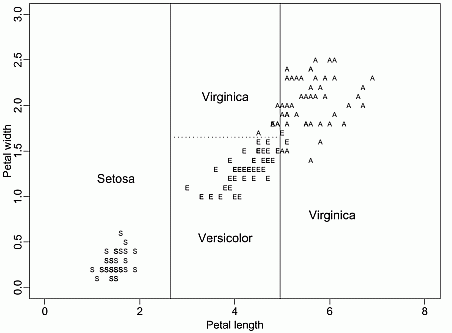 3.0
2.5
2.0
1.5
1.0
0.5
0.0
Petal width
Virginica
Setosa
Versicolor
Virginica
0 2 4 6 8
Petal length